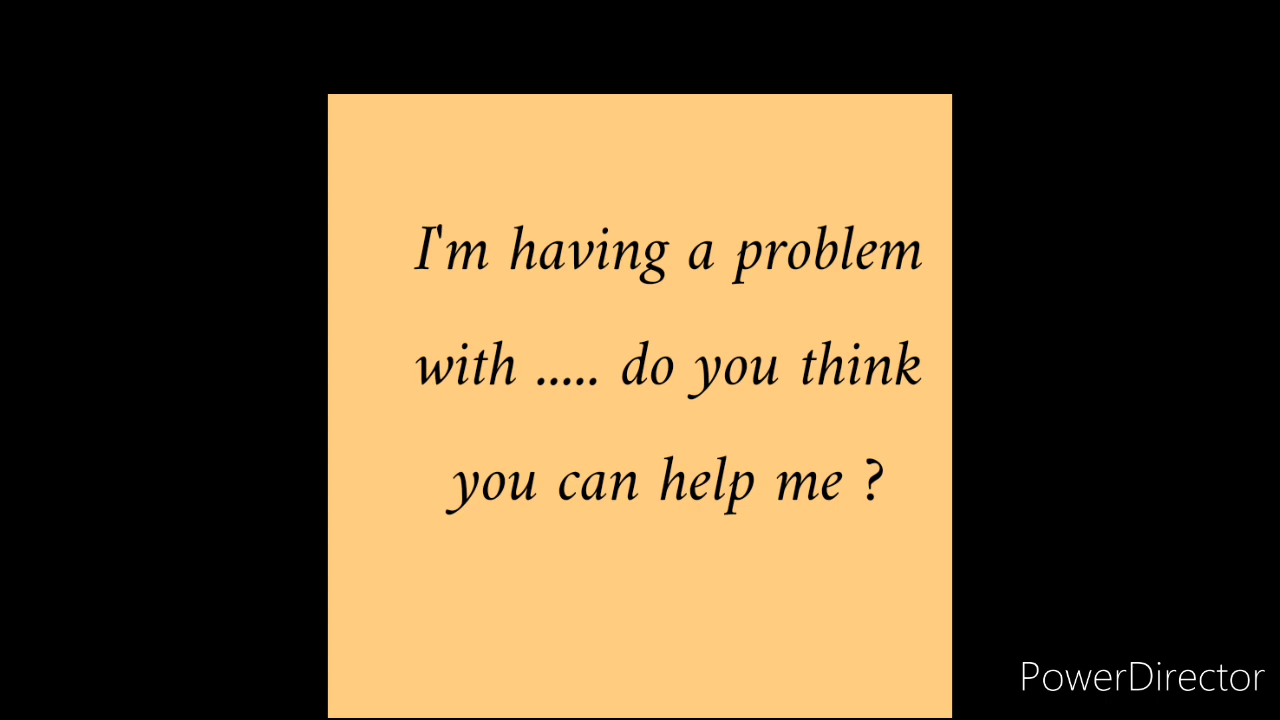 I'm having a problem
with ..... do you think
you can help me ?
PowerDirector